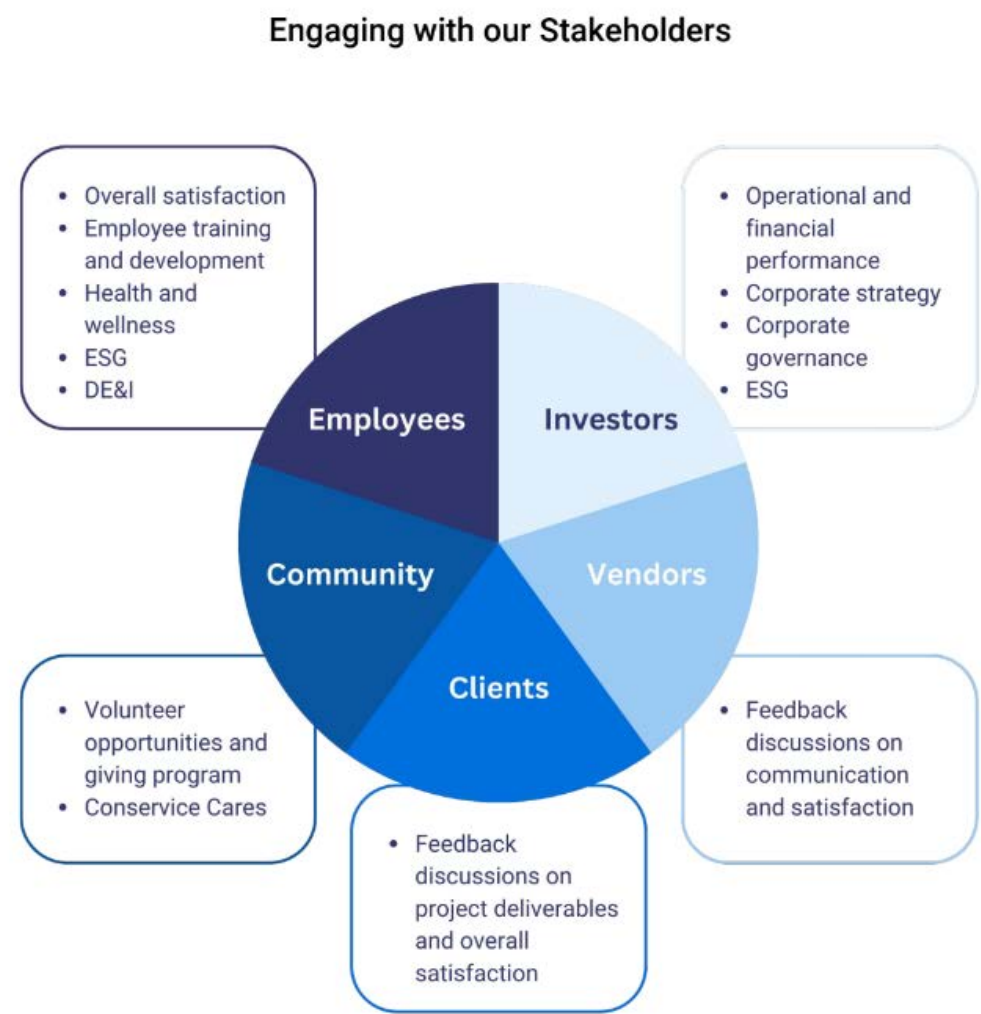 Engaging with our Stakeholders
• Overall satisfaction
• Employee training
and development
• Health and
wellness
• ESG
• DE&I
• Operational and
financial
performance
• Corporate strategy
• Corporate
governance
• ESG
Employees
Investors
Community
Vendors
Clients
• Volunteer
opportunities and
giving program
• Conservice Cares
• Feedback
discussions on
project deliverables
and overall
satisfaction
• Feedback
discussions on
communication
and satisfaction